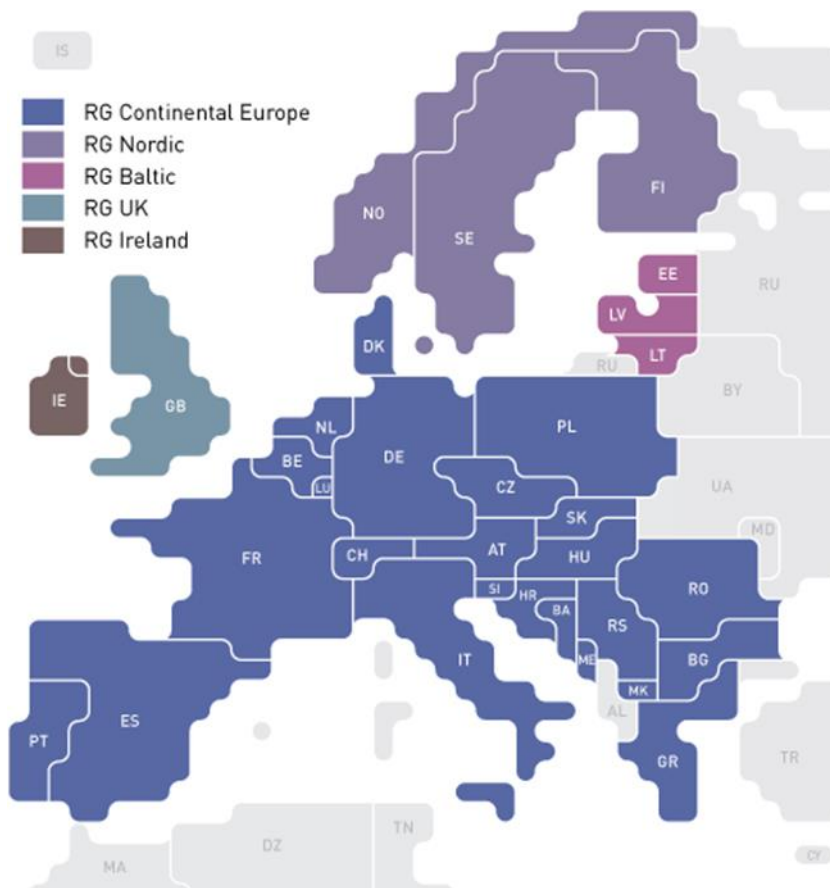 IS
RG Continental Europe
RG Nordic
RG Baltic
RG UK
RG Ireland
NO
SE
FI
EE
RU
LV
DK
LT
RU
BY
IE
GB
NL
PL
BE
DE
LU
CZ
UA
SK
MD
FR
CH
AT
HU
SI
HR
RO
BA
RS
IT
ME
BG
MK
ES
AL
PT
GR
TR
TN
DZ
CY
MA